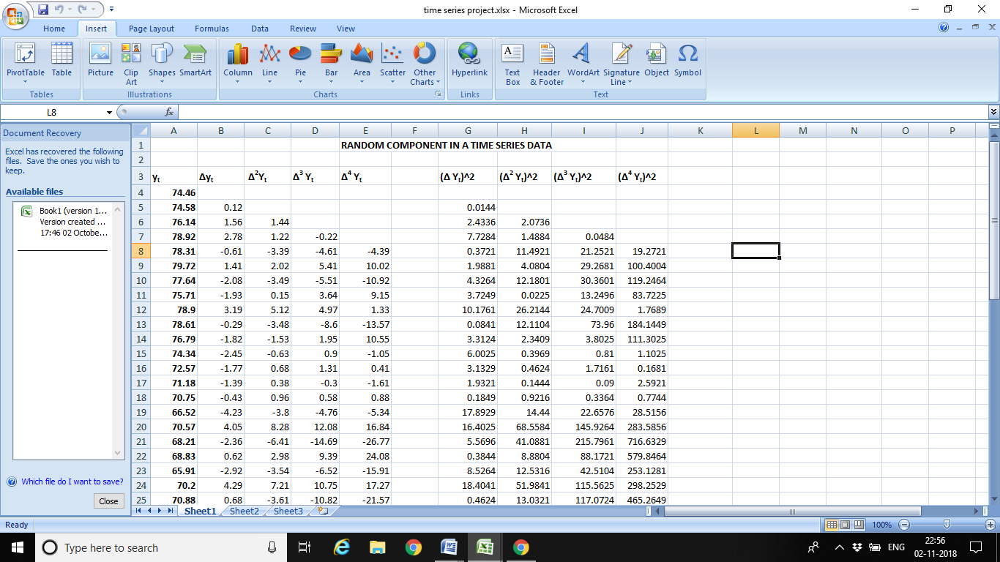 time series project.xlsx - Microsoft Excel
Home Insert Page Layout Formulas Data Review View
PivotTable Table Picture Clip Art Shapes SmartArt Column Line Pie Bar Area Scatter Other Charts Hyperlink Text Box Header & Footer WordArt Signature Line Object Symbol
Tables Illustrations Charts Links Text
L8 fx
Document Recovery
Excel has recovered the following
files. Save the ones you wish to
keep.
Available files
Book1 (version 1...
Version created ...
17:46 02 Octobe...
Which file do I want to save?
Close
A B C D E F G H I J K L M N O P
1 RANDOM COMPONENT IN A TIME SERIES DATA
2
3 yt Δyt Δ²Yt Δ³ Yt Δ⁴ Yt (Δ Yt)^2 (Δ² Yt)^2 (Δ³ Yt)^2 (Δ⁴ Yt)^2
4 74.46
5 74.58 0.12 0.0144
6 76.14 1.56 1.44 2.4336 2.0736
7 78.92 2.78 1.22 -0.22 7.7284 1.4884 0.0484
8 78.31 -0.61 -3.39 -4.61 -4.39 0.3721 11.4921 21.2521 19.2721
9 79.72 1.41 2.02 5.41 10.02 1.9881 4.0804 29.2681 100.4004
10 77.64 -2.08 -3.49 -5.51 -10.92 4.3264 12.1801 30.3601 119.2464
11 75.71 -1.93 0.15 3.64 9.15 3.7249 0.0225 13.2496 83.7225
12 78.9 3.19 5.12 4.97 1.33 10.1761 26.2144 24.7009 1.7689
13 78.61 -0.29 -3.48 -8.6 -13.57 0.0841 12.1104 73.96 184.1449
14 76.79 -1.82 -1.53 1.95 10.55 3.3124 2.3409 3.8025 111.3025
15 74.34 -2.45 -0.63 0.9 -1.05 6.0025 0.3969 0.81 1.1025
16 72.57 -1.77 0.68 1.31 0.41 3.1329 0.4624 1.7161 0.1681
17 71.18 -1.39 0.38 -0.3 -1.61 1.9321 0.1444 0.09 2.5921
18 70.75 -0.43 0.96 0.58 0.88 0.1849 0.9216 0.3364 0.7744
19 66.52 -4.23 -3.8 -4.76 -5.34 17.8929 14.44 22.6576 28.5156
20 70.57 4.05 8.28 12.08 16.84 16.4025 68.5584 145.9264 283.5856
21 68.21 -2.36 -6.41 -14.69 -26.77 5.5696 41.0881 215.7961 716.6329
22 68.83 0.62 2.98 9.39 24.08 0.3844 8.8804 88.1721 579.8464
23 65.91 -2.92 -3.54 -6.52 -15.91 8.5264 12.5316 42.5104 253.1281
24 70.2 4.29 7.21 10.75 17.27 18.4041 51.9841 115.5625 298.2529
25 70.88 0.68 -3.61 -10.82 -21.57 0.4624 13.0321 117.0724 465.2649
Sheet1 Sheet2 Sheet3
Ready 100%
Type here to search ENG 22:56
02-11-2018